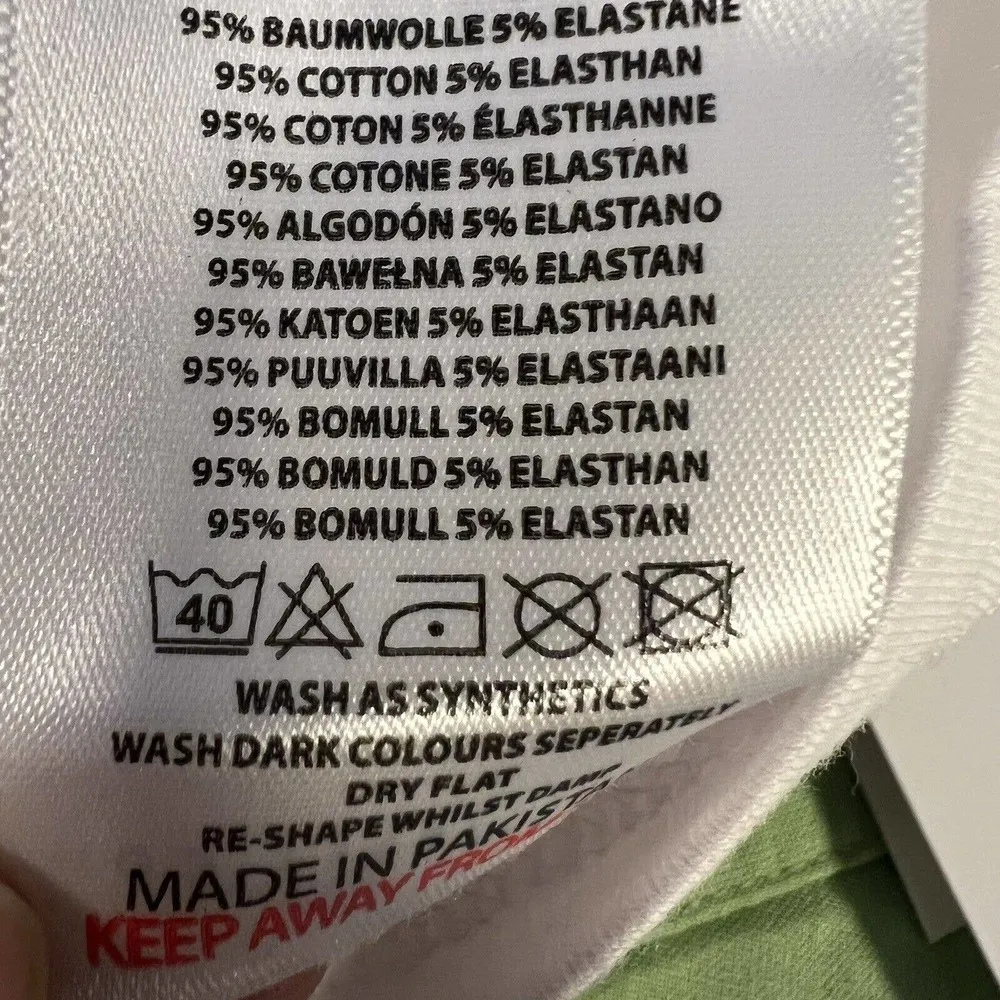 95% BAUMWOLLE 5% ELASTANE
95% COTTON 5% ELASTHAN
95% COTON 5% ÉLASTHANNE
95% COTONE 5% ELASTAN
95% ALGODÓN 5% ELASTANO
95% BAWEŁNA 5% ELASTAN
95% KATOEN 5% ELASTHAAN
95% PUUVILLA 5% ELASTAANI
95% BOMULL 5% ELASTAN
95% BOMULD 5% ELASTHAN
95% BOMULL 5% ELASTAN
40
WASH AS SYNTHETICS
WASH DARK COLOURS SEPERATELY
DRY FLAT
RE-SHAPE WHILST DAMP
MADE IN PAKISTA
KEEP AWAY FROM